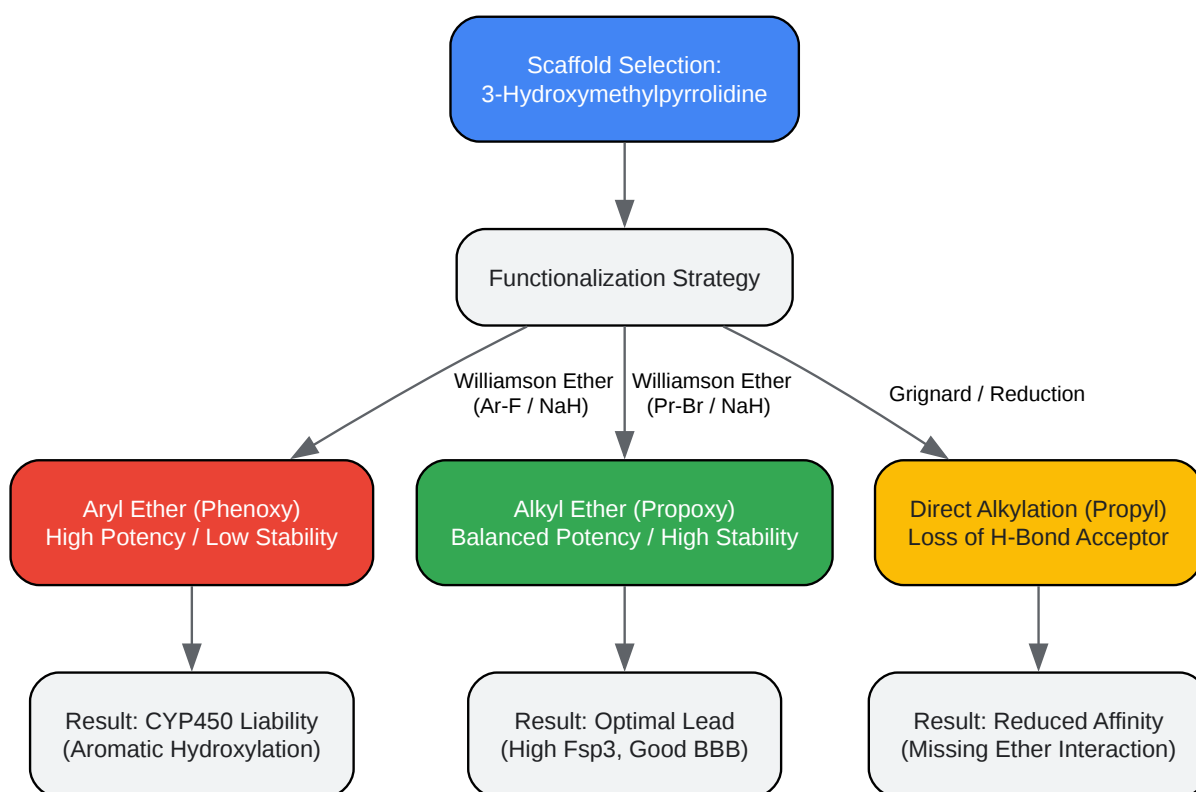 Scaffold Selection:
3-Hydroxymethylpyrrolidine
Functionalization Strategy
Williamson Ether
(Ar-F / NaH)
Williamson Ether
(Pr-Br / NaH)
Grignard / Reduction
Aryl Ether (Phenoxy)
High Potency / Low Stability
Alkyl Ether (Propoxy)
Balanced Potency / High Stability
Direct Alkylation (Propyl)
Loss of H-Bond Acceptor
Result: CYP450 Liability
(Aromatic Hydroxylation)
Result: Optimal Lead
(High Fsp3, Good BBB)
Result: Reduced Affinity
(Missing Ether Interaction)